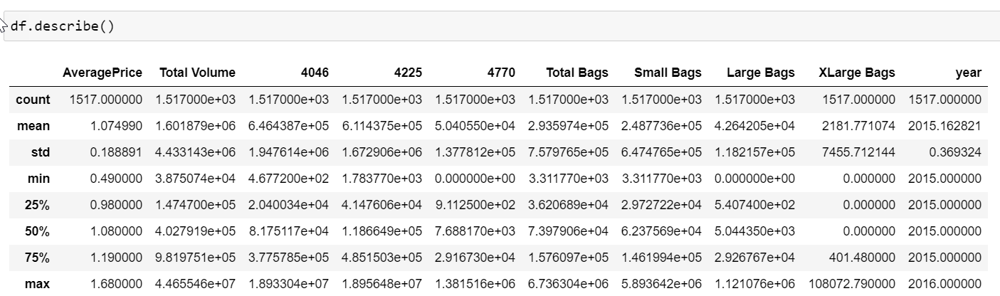 df.describe()
AveragePrice Total Volume 4046 4225 4770 Total Bags Small Bags Large Bags XLarge Bags year
count 1517.000000 1.517000e+03 1.517000e+03 1.517000e+03 1.517000e+03 1.517000e+03 1.517000e+03 1.517000e+03 1517.000000 1517.000000
mean 1.074990 1.601879e+06 6.464387e+05 6.114375e+05 5.040550e+04 2.935974e+05 2.487736e+05 4.264205e+04 2181.771074 2015.162821
std 0.188891 4.433143e+06 1.947614e+06 1.672906e+06 1.377812e+05 7.579765e+05 6.474765e+05 1.182157e+05 7455.712144 0.369324
min 0.490000 3.875074e+04 4.677200e+02 1.783770e+03 0.000000e+00 3.311770e+03 3.311770e+03 0.000000e+00 0.000000 2015.000000
25% 0.980000 1.474700e+05 2.040034e+04 4.147606e+04 9.112500e+02 3.620689e+04 2.972722e+04 5.407400e+02 0.000000 2015.000000
50% 1.080000 4.027919e+05 8.175117e+04 1.186649e+05 7.688170e+03 7.397906e+04 6.237569e+04 5.044350e+03 0.000000 2015.000000
75% 1.190000 9.819751e+05 3.775785e+05 4.851503e+05 2.916730e+04 1.576097e+05 1.461994e+05 2.926767e+04 401.480000 2015.000000
max 1.680000 4.465546e+07 1.893304e+07 1.895648e+07 1.381516e+06 6.736304e+06 5.893642e+06 1.121076e+06 108072.790000 2016.000000